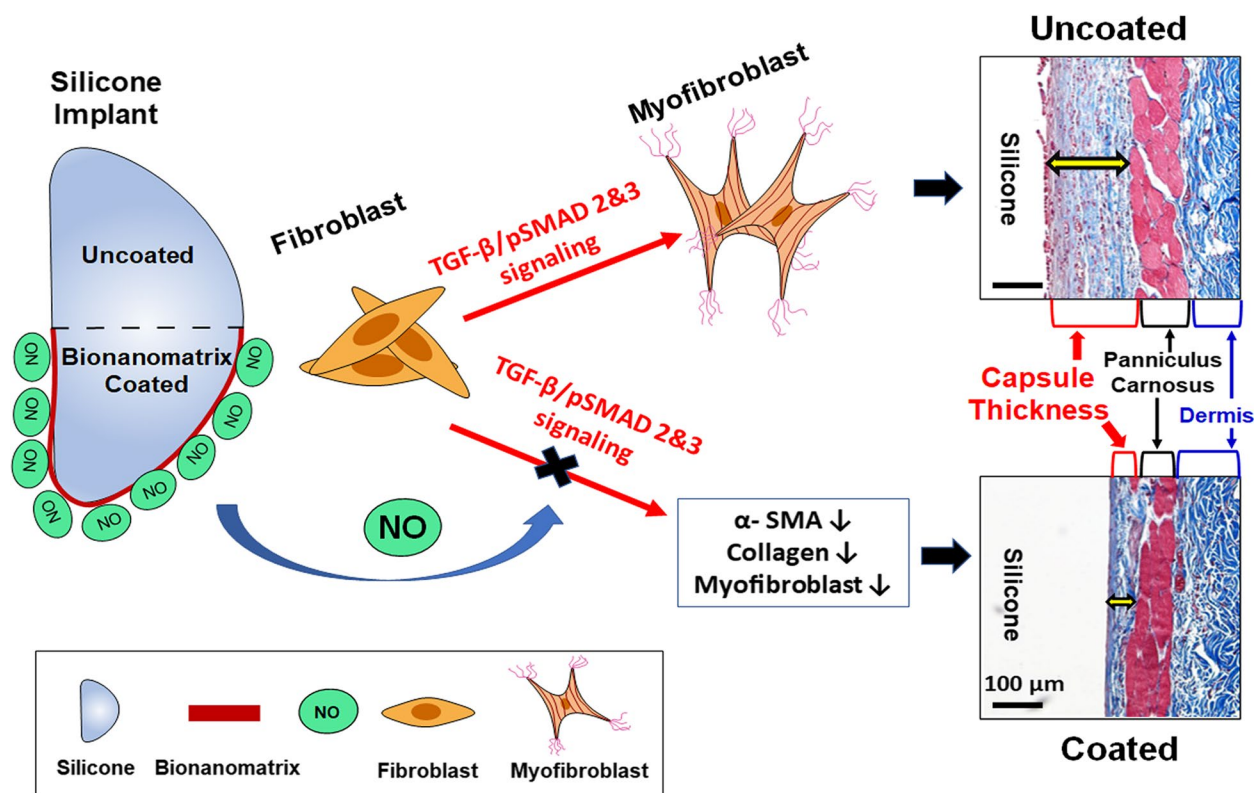 Silicone
Implant
Uncoated
Bionanomatrix
Coated
NO
NO
NO
NO
NO
NO
NO
NO
NO
NO
Fibroblast
TGF-β/pSMAD 2&3
signaling
Myofibroblast
TGF-β/pSMAD 2&3
signaling
NO
α- SMA ↓
Collagen ↓
Myofibroblast ↓
Uncoated
Silicone
Capsule
Thickness
Panniculus
Carnosus
Dermis
Silicone
100 µm
Coated
NO
Silicone
Bionanomatrix
Fibroblast
Myofibroblast